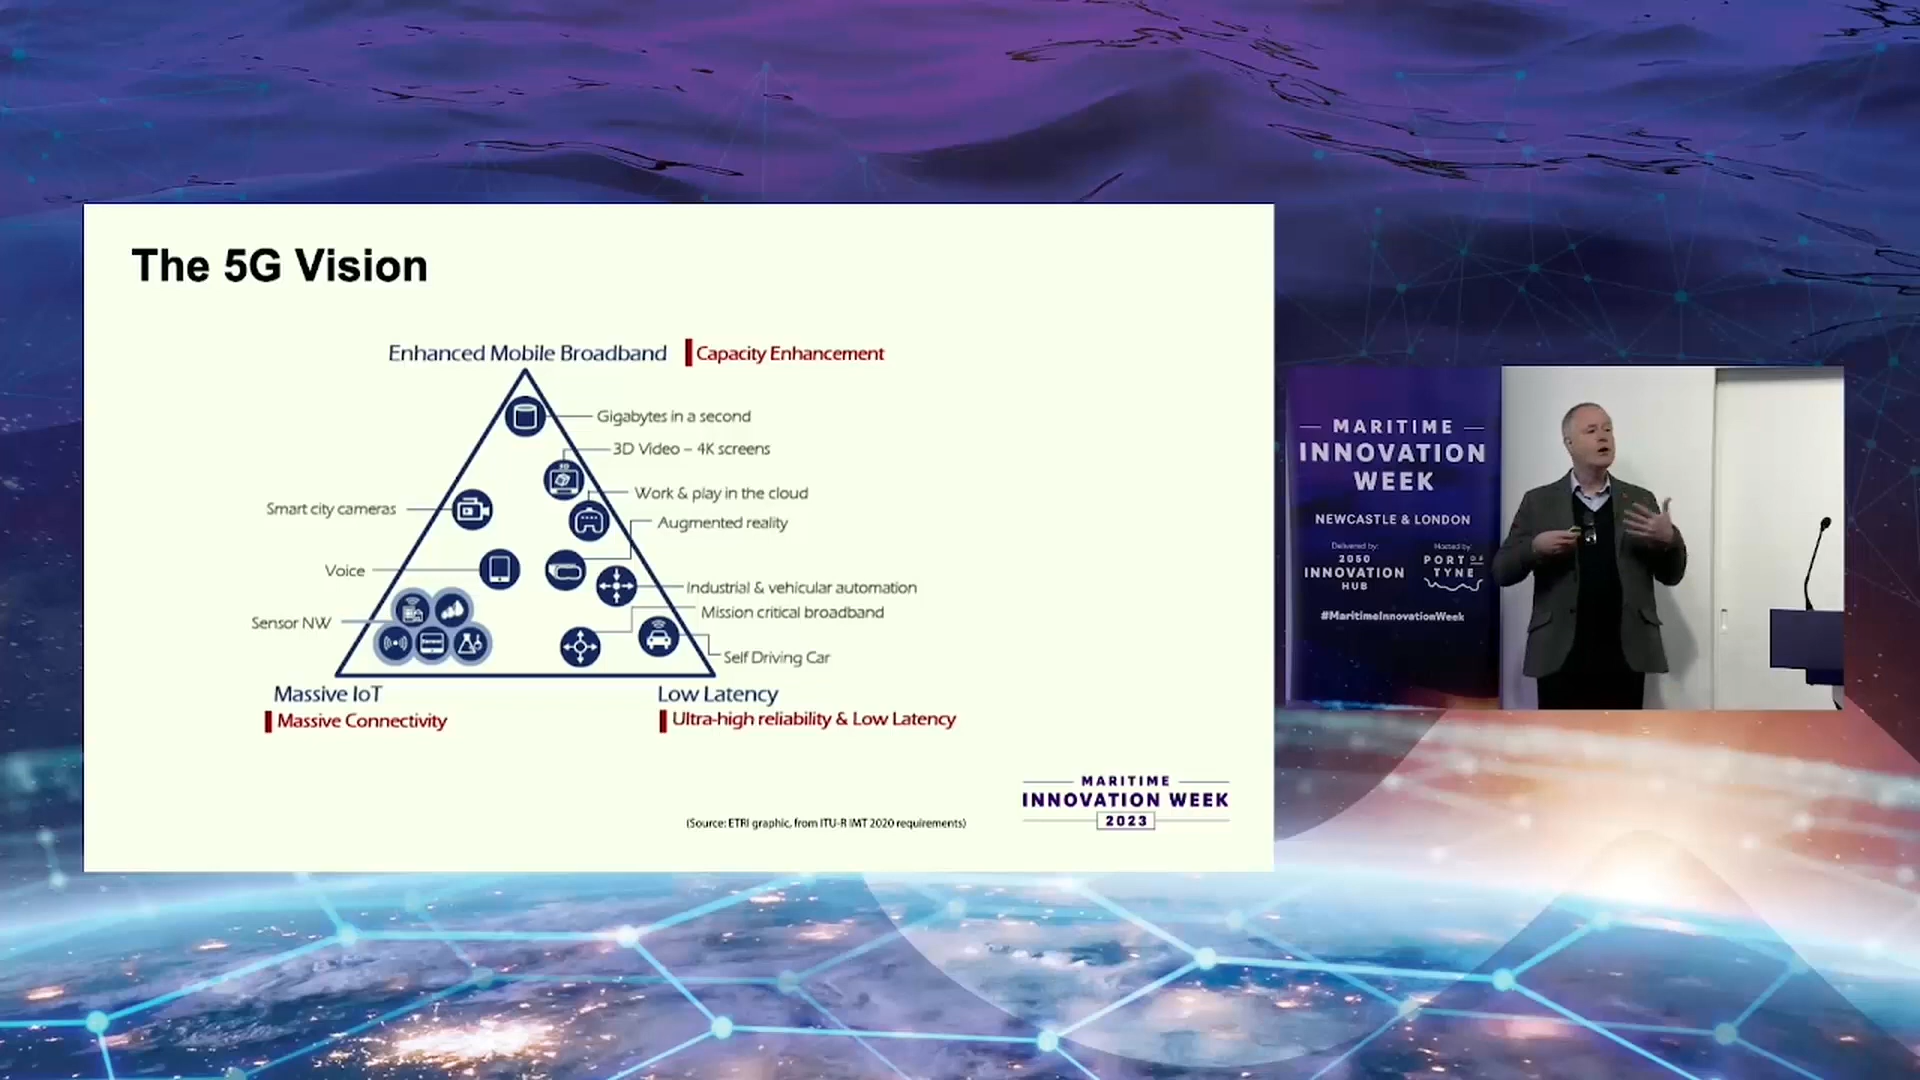 The 5G Vision
Enhanced Mobile Broadband
Capacity Enhancement
Gigabytes in a second
3D Video – 4K screens
Work & play in the cloud
Smart city cameras
Augmented reality
Voice
Industrial & vehicular automation
Mission critical broadband
Sensor NW
Self Driving Car
Massive IoT
Low Latency
Massive Connectivity
Ultra-high reliability & Low Latency
(Source: ETRI graphic, from ITU-R IMT 2020 requirements)
MARITIME
INNOVATION WEEK
2023
MARITIME
INNOVATION
WEEK
NEWCASTLE & LONDON
Delivered by:
2050
INNOVATION
HUB
Hosted by
PORT OF
TYNE
#MaritimeInnovationWeek